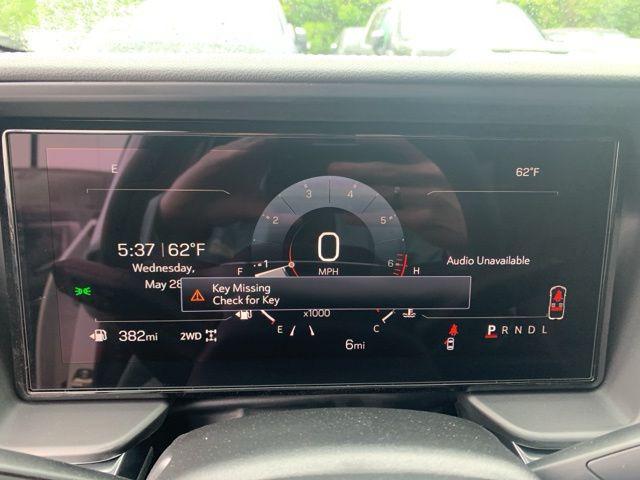 E
62°F
3 4
2 5
1 6
0
MPH
5:37 62°F
Wednesday,
May 28
Audio Unavailable
F H
Key Missing
Check for Key
x1000
E C
382mi 2WD
6mi
P R N D L